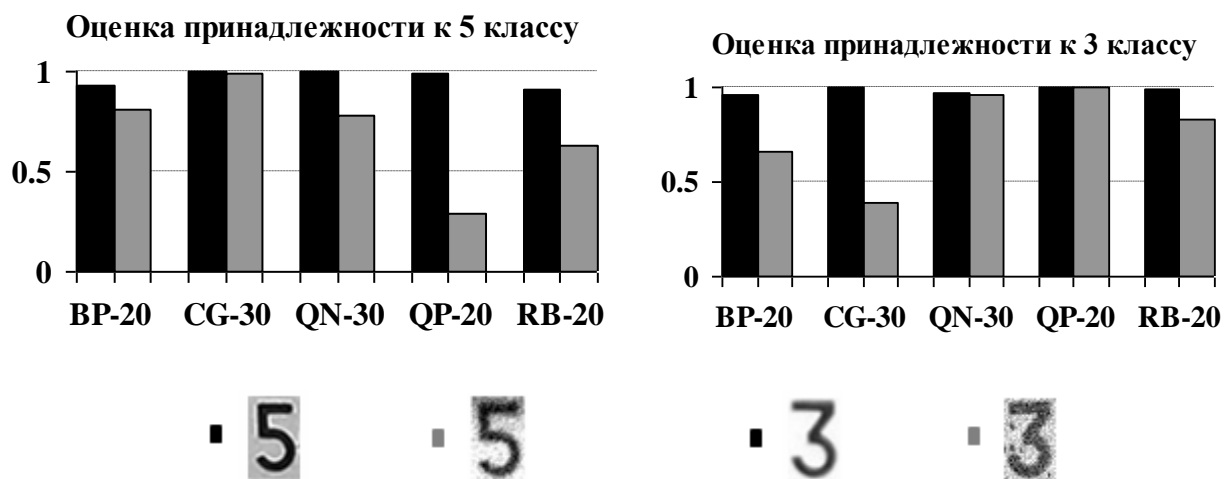 Оценка принадлежности к 5 классу
1
0.5
0
BP-20 CG-30 QN-30 QP-20 RB-20
5 5
Оценка принадлежности к 3 классу
1
0,5
0
BP-20 CG-30 QN-30 QP-20 RB-20
3 3